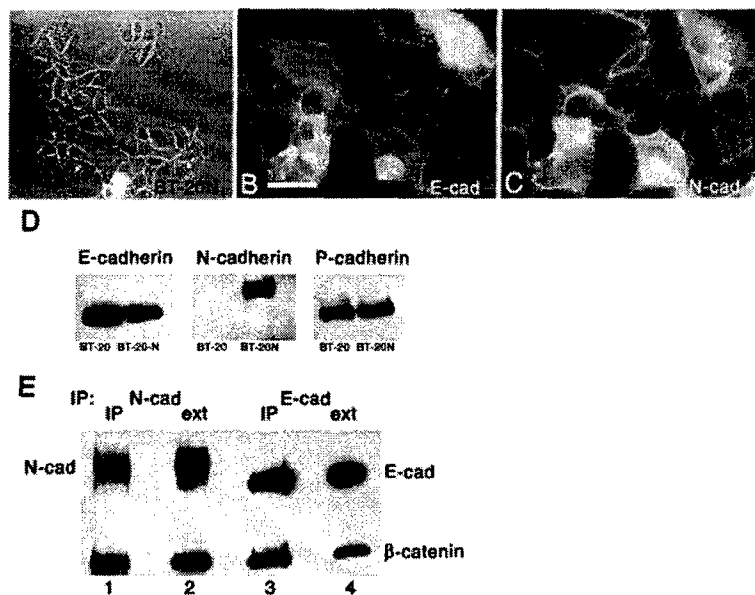 BT-20N
B
E-cad
C
N-cad
D
E-cadherin N-cadherin P-cadherin
BT-20 BT-20-N BT-20 BT-20N BT-20 BT-20N
E
IP: N-cad E-cad
IP ext IP ext
N-cad E-cad
β-catenin
1 2 3 4